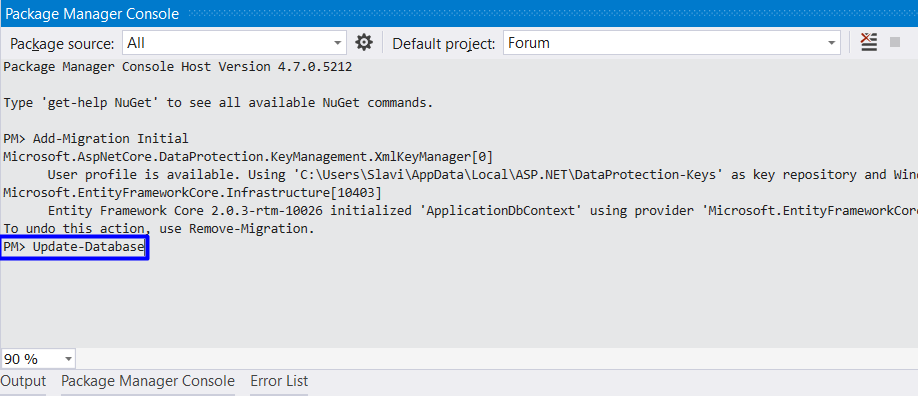 Package Manager Console
Package source: All Default project: Forum
Package Manager Console Host Version 4.7.0.5212
Type 'get-help NuGet' to see all available NuGet commands.
PM> Add-Migration Initial
Microsoft.AspNetCore.DataProtection.KeyManagement.XmlKeyManager[0]
User profile is available. Using 'C:\Users\Slavi\AppData\Local\ASP.NET\DataProtection-Keys' as key repository and Win
Microsoft.EntityFrameworkCore.Infrastructure[10403]
Entity Framework Core 2.0.3-rtm-10026 initialized 'ApplicationDbContext' using provider 'Microsoft.EntityFrameworkCore
To undo this action, use Remove-Migration.
PM> Update-Database
90 %
Output Package Manager Console Error List